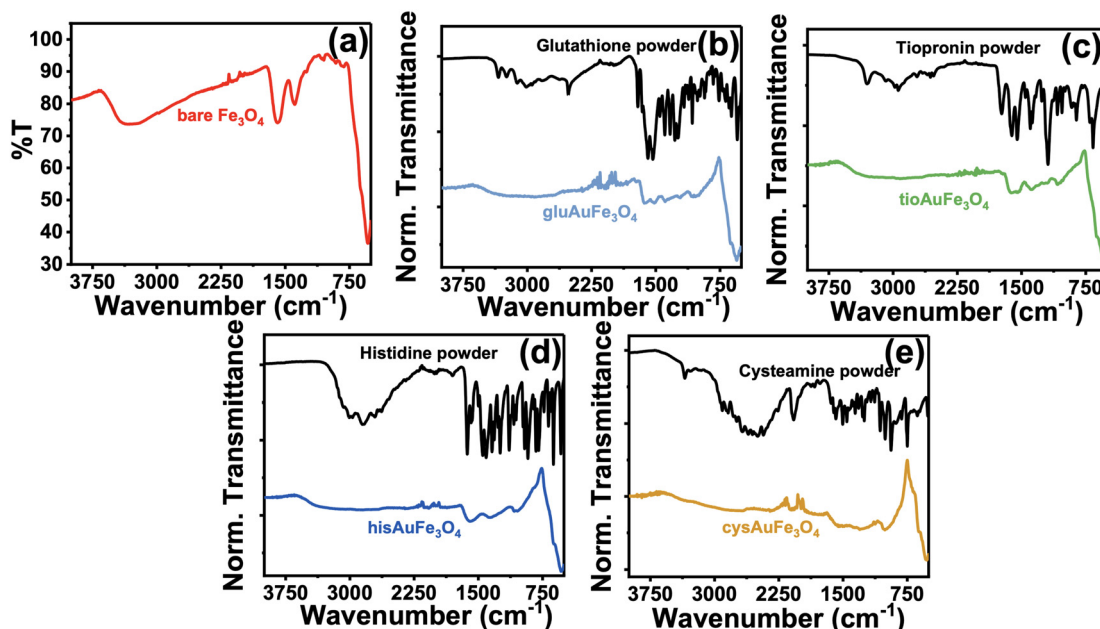 (a)
100
90
80
70
60
50
40
30
%T
bare Fe₃O₄
3750 3000 2250 1500 750
Wavenumber (cm⁻¹)
(b)
Glutathione powder
Norm. Transmittance
gluAuFe₃O₄
3750 3000 2250 1500 750
Wavenumber (cm⁻¹)
(c)
Tiopronin powder
Norm. Transmittance
tioAuFe₃O₄
3750 3000 2250 1500 750
Wavenumber (cm⁻¹)
(d)
Histidine powder
Norm. Transmittance
hisAuFe₃O₄
3750 3000 2250 1500 750
Wavenumber (cm⁻¹)
(e)
Cysteamine powder
Norm. Transmittance
cysAuFe₃O₄
3750 3000 2250 1500 750
Wavenumber (cm⁻¹)